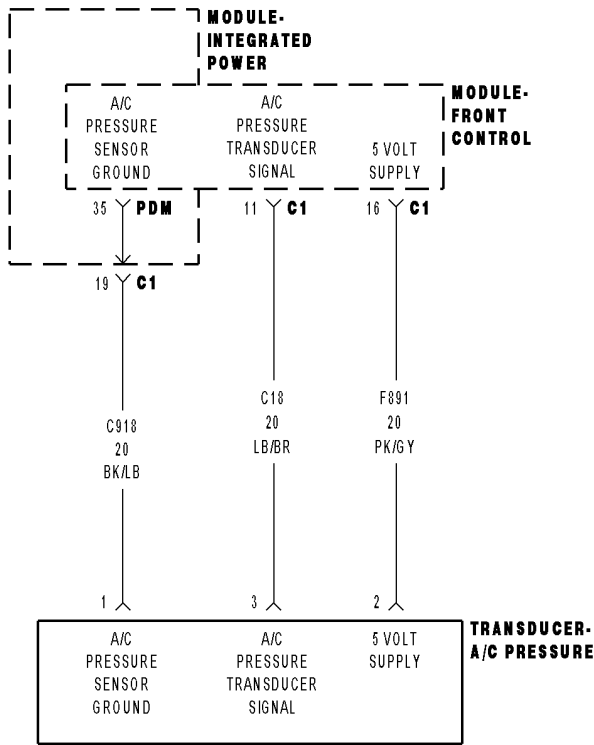 MODULE-
INTEGRATED
POWER
MODULE-
FRONT
CONTROL
A/C
PRESSURE
SENSOR
GROUND
A/C
PRESSURE
TRANSDUCER
SIGNAL
5 VOLT
SUPPLY
35 PDM
11 C1
16 C1
19 C1
C918
20
BK/LB
C18
20
LB/BR
F891
20
PK/GY
1
3
2
A/C
PRESSURE
SENSOR
GROUND
A/C
PRESSURE
TRANSDUCER
SIGNAL
5 VOLT
SUPPLY
TRANSDUCER-
A/C PRESSURE